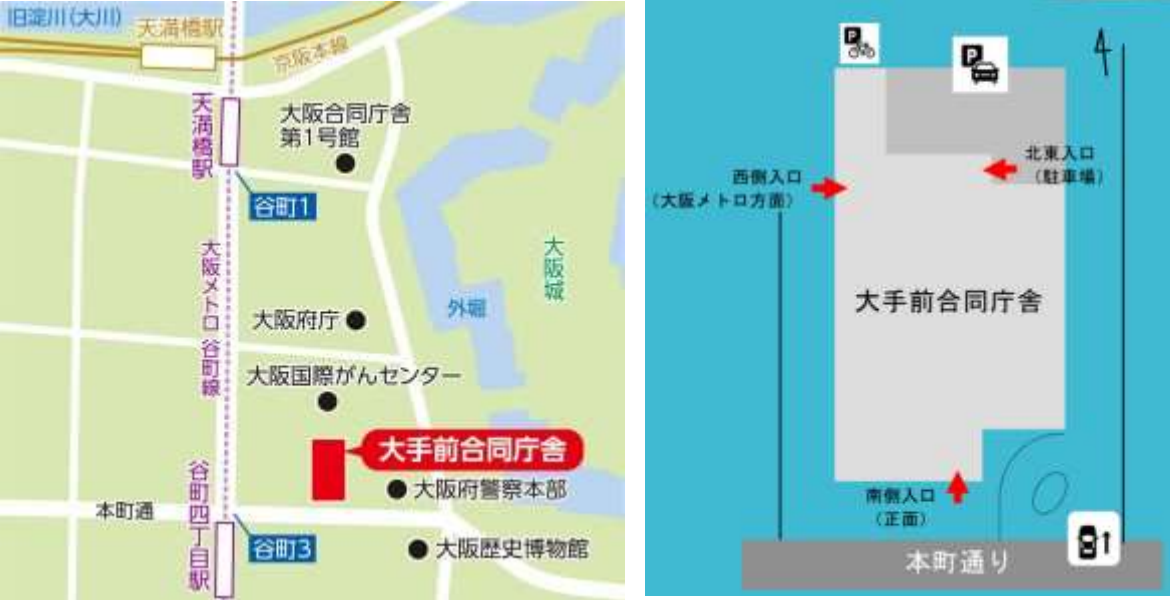 旧淀川(大川)
天満橋駅
京阪本線
天満橋駅
大阪合同庁舎
第1号館
谷町1
大阪メトロ 谷町線
大阪城
外堀
大阪府庁
大阪国際がんセンター
大手前合同庁舎
大阪府警察本部
谷町四丁目駅
本町通
谷町3
大阪歴史博物館
P
P
北東入口
(駐車場)
西側入口
(大阪メトロ方面)
大手前合同庁舎
南側入口
(正面)
本町通り